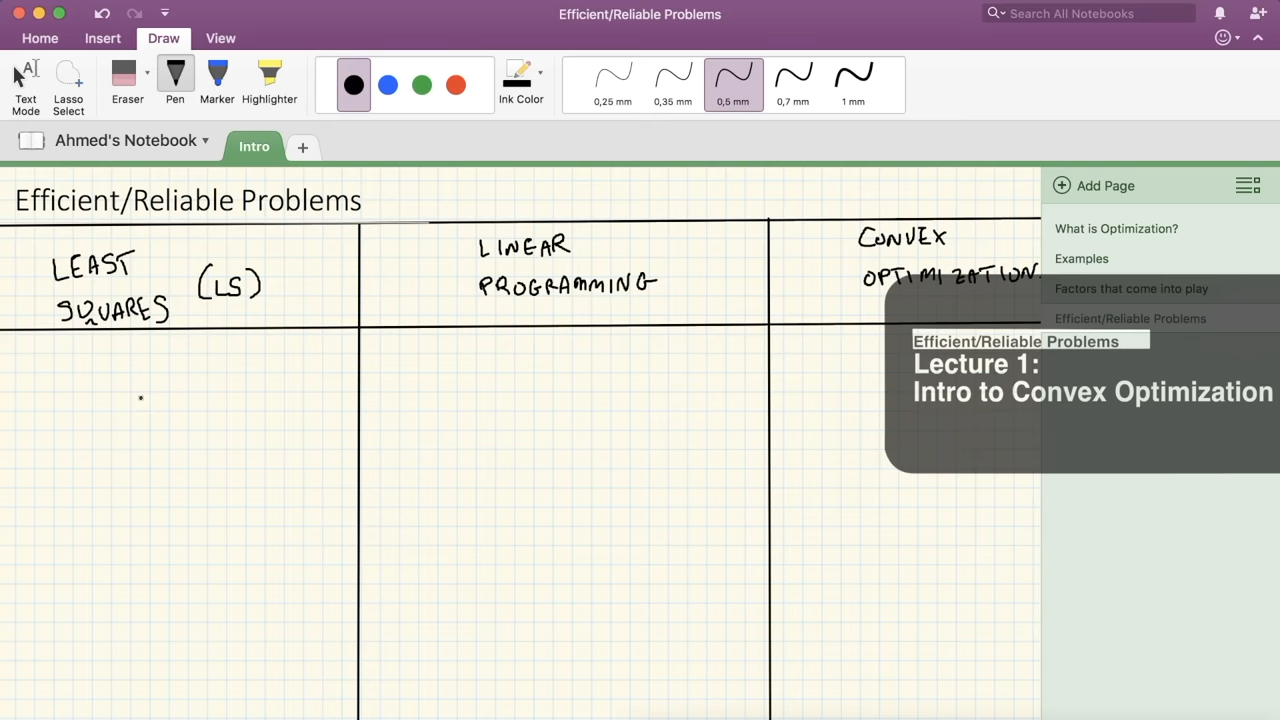 Efficient/Reliable Problems
Search All Notebooks
Home
Insert
Draw
View
Text Mode
Lasso Select
Eraser
Pen
Marker
Highlighter
Ink Color
0,25 mm
0,35 mm
0,5 mm
0,7 mm
1 mm
Ahmed's Notebook
Intro
Add Page
Efficient/Reliable Problems
LEAST
SQUARES
(LS)
LINEAR
PROGRAMMING
CONVEX
OPTIMIZATION
What is Optimization?
Examples
Factors that come into play
Efficient/Reliable Problems
Efficient/Reliable Problems
Lecture 1:
Intro to Convex Optimization